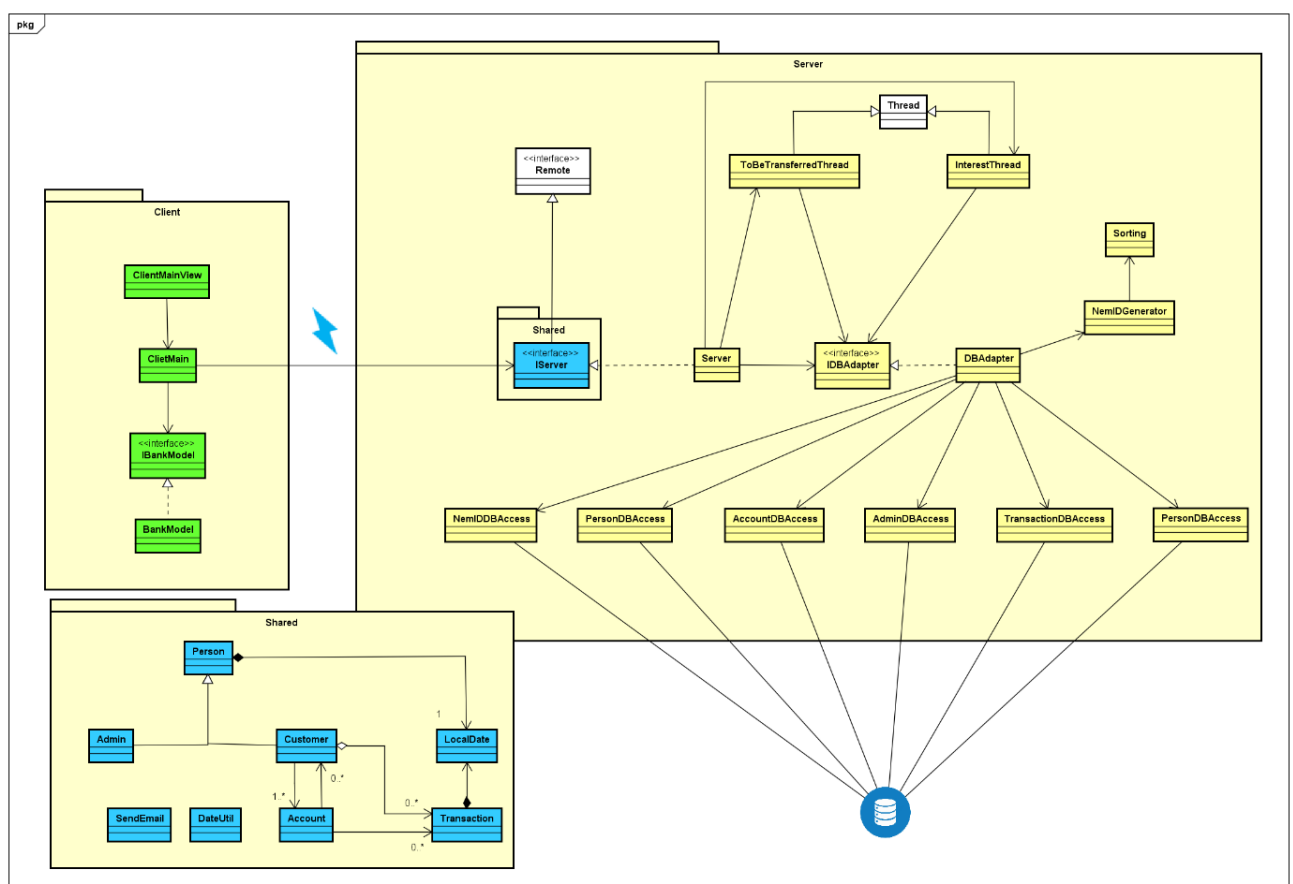 pkg
Server
Thread
<<interface>>
Remote
ToBeTransferredThread
InterestThread
Client
Sorting
ClientMainView
NemIDGenerator
Shared
<<interface>>
IServer
Server
<<interface>>
IDBAdapter
DBAdapter
ClietMain
<<interface>>
IBankModel
BankModel
NemIDDBAccess
PersonDBAccess
AccountDBAccess
AdminDBAccess
TransactionDBAccess
PersonDBAccess
Shared
Person
1
Admin
Customer
LocalDate
1..*
0..*
0..*
SendEmail
DateUtil
Account
Transaction
0..*